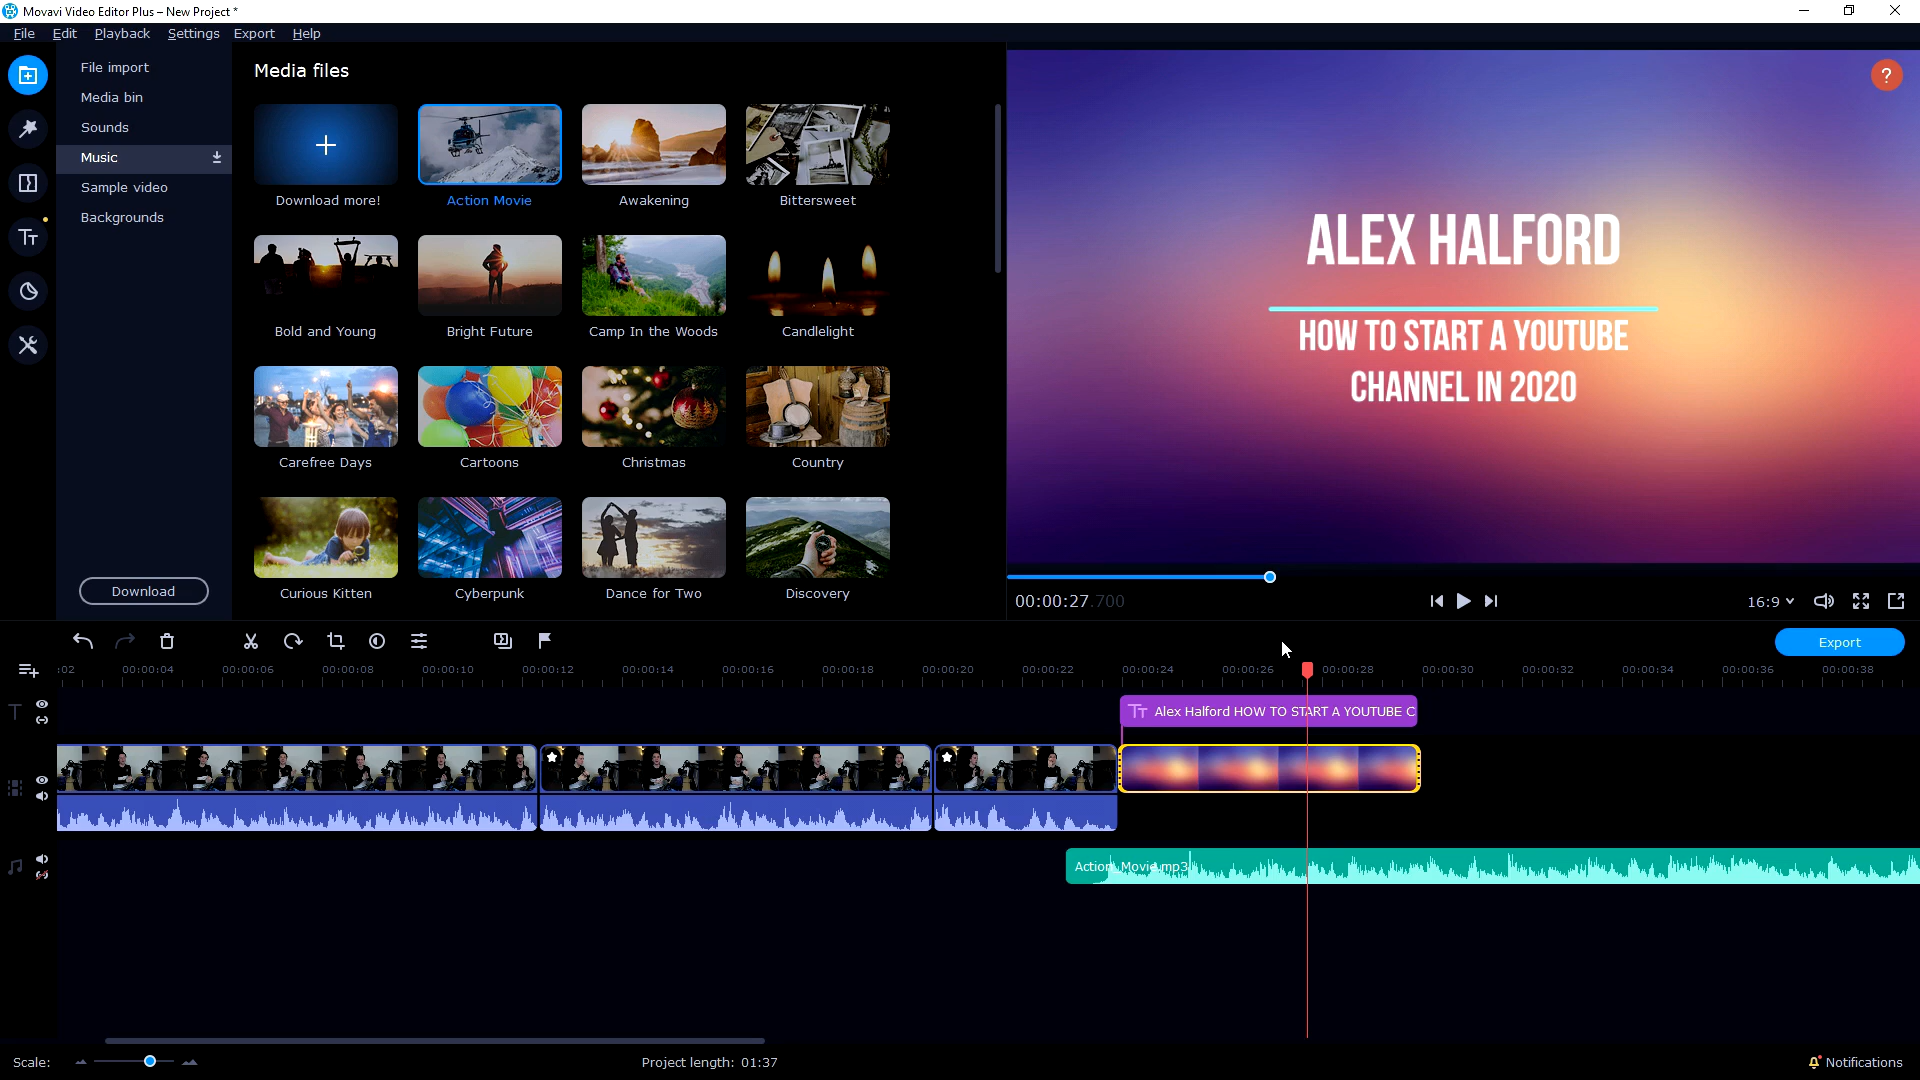 Movavi Video Editor Plus – New Project *
File Edit Playback Settings Export Help
File import
Media bin
Sounds
Music
Sample video
Backgrounds
Download
Media files
Download more!
Action Movie
Awakening
Bittersweet
Bold and Young
Bright Future
Camp In the Woods
Candlelight
Carefree Days
Cartoons
Christmas
Country
Curious Kitten
Cyberpunk
Dance for Two
Discovery
?
ALEX HALFORD
HOW TO START A YOUTUBE
CHANNEL IN 2020
00:00:27.700
16:9
Export
:02 00:00:04 00:00:06 00:00:08 00:00:10 00:00:12 00:00:14 00:00:16 00:00:18 00:00:20 00:00:22 00:00:24 00:00:26 00:00:28 00:00:30 00:00:32 00:00:34 00:00:36 00:00:38
Alex Halford HOW TO START A YOUTUBE C
Action_Movie.mp3
Scale:
Project length: 01:37
Notifications